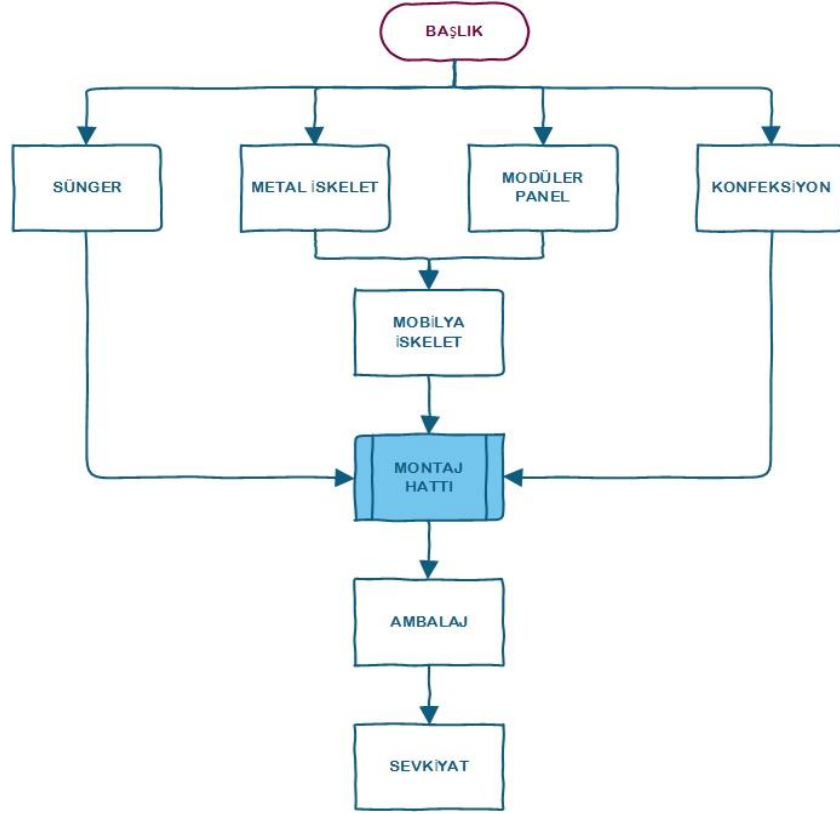 BAŞLIK
SÜNGER
METAL İSKELET
MODÜLER
PANEL
KONFEKSİYON
MOBİLYA
İSKELET
MONTAJ
HATTI
AMBALAJ
SEVKİYAT